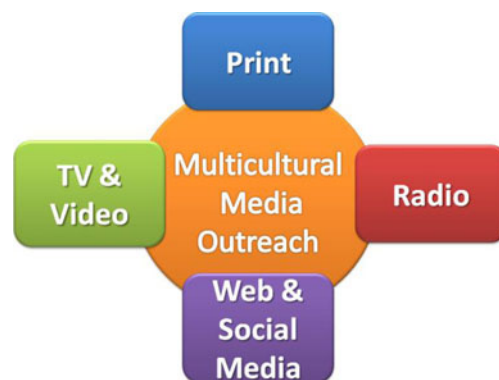 Print
TV &
Video
Multicultural
Media
Outreach
Radio
Web &
Social
Media